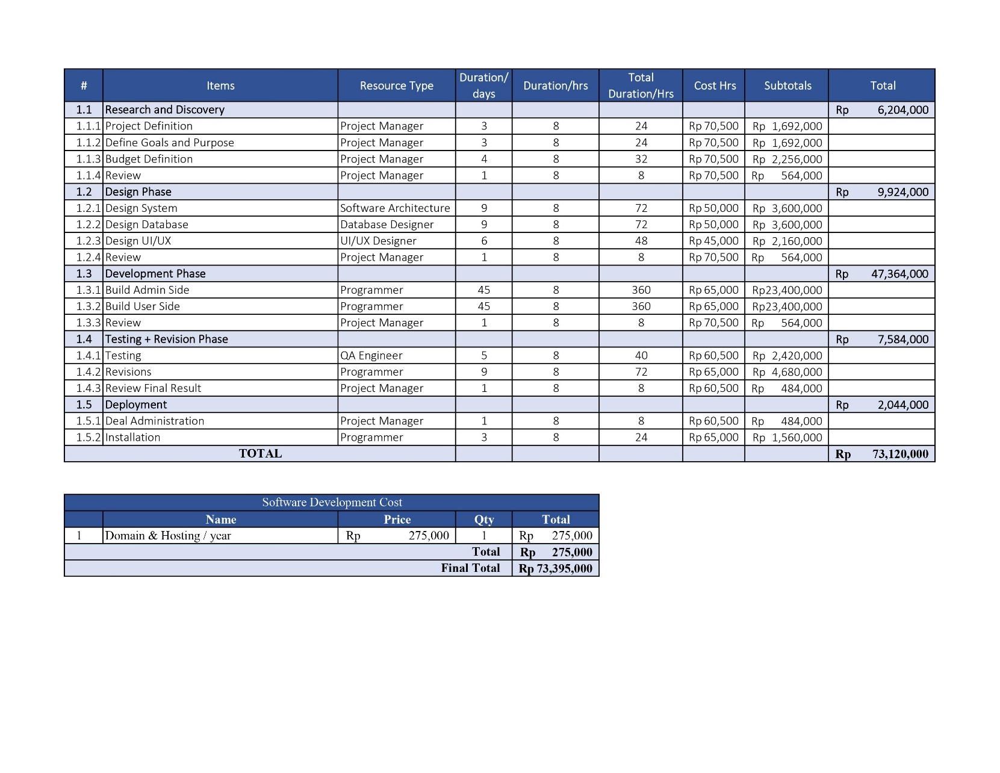 # Items Resource Type Duration/ days Duration/hrs Total Duration/Hrs Cost Hrs Subtotals Total
1.1 Research and Discovery Rp 6,204,000
1.1.1 Project Definition Project Manager 3 8 24 Rp 70,500 Rp 1,692,000
1.1.2 Define Goals and Purpose Project Manager 3 8 24 Rp 70,500 Rp 1,692,000
1.1.3 Budget Definition Project Manager 4 8 32 Rp 70,500 Rp 2,256,000
1.1.4 Review Project Manager 1 8 8 Rp 70,500 Rp 564,000
1.2 Design Phase Rp 9,924,000
1.2.1 Design System Software Architecture 9 8 72 Rp 50,000 Rp 3,600,000
1.2.2 Design Database Database Designer 9 8 72 Rp 50,000 Rp 3,600,000
1.2.3 Design UI/UX UI/UX Designer 6 8 48 Rp 45,000 Rp 2,160,000
1.2.4 Review Project Manager 1 8 8 Rp 70,500 Rp 564,000
1.3 Development Phase Rp 47,364,000
1.3.1 Build Admin Side Programmer 45 8 360 Rp 65,000 Rp23,400,000
1.3.2 Build User Side Programmer 45 8 360 Rp 65,000 Rp23,400,000
1.3.3 Review Project Manager 1 8 8 Rp 70,500 Rp 564,000
1.4 Testing + Revision Phase Rp 7,584,000
1.4.1 Testing QA Engineer 5 8 40 Rp 60,500 Rp 2,420,000
1.4.2 Revisions Programmer 9 8 72 Rp 65,000 Rp 4,680,000
1.4.3 Review Final Result Project Manager 1 8 8 Rp 60,500 Rp 484,000
1.5 Deployment Rp 2,044,000
1.5.1 Deal Administration Project Manager 1 8 8 Rp 60,500 Rp 484,000
1.5.2 Installation Programmer 3 8 24 Rp 65,000 Rp 1,560,000
TOTAL Rp 73,120,000
Software Development Cost
Name Price Qty Total
1 Domain & Hosting / year Rp 275,000 1 Rp 275,000
Total Rp 275,000
Final Total Rp 73,395,000